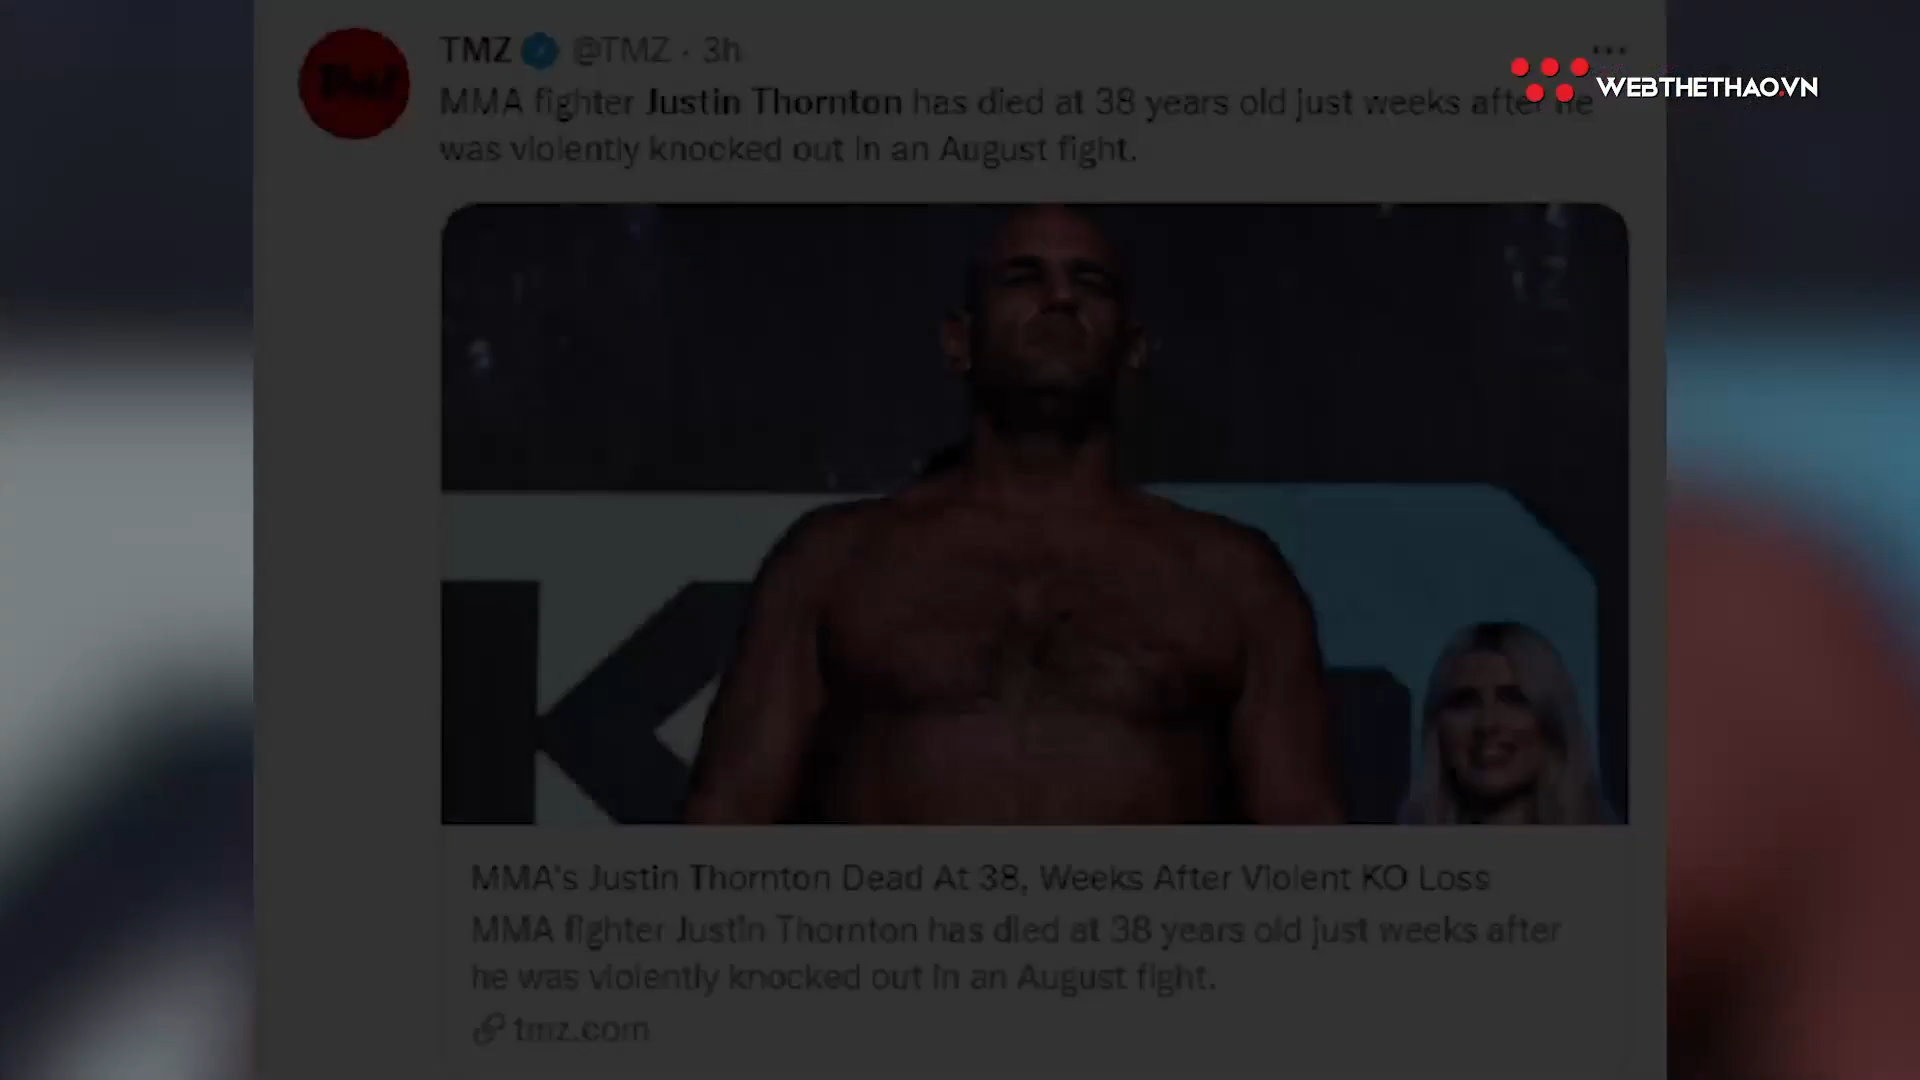 TMZ @TMZ · 3h
WEBTHETHAO.VN
MMA fighter Justin Thornton has died at 38 years old just weeks after he
was violently knocked out in an August fight.
K
MMA's Justin Thornton Dead At 38, Weeks After Violent KO Loss
MMA fighter Justin Thornton has died at 38 years old just weeks after
he was violently knocked out in an August fight.
tmz.com